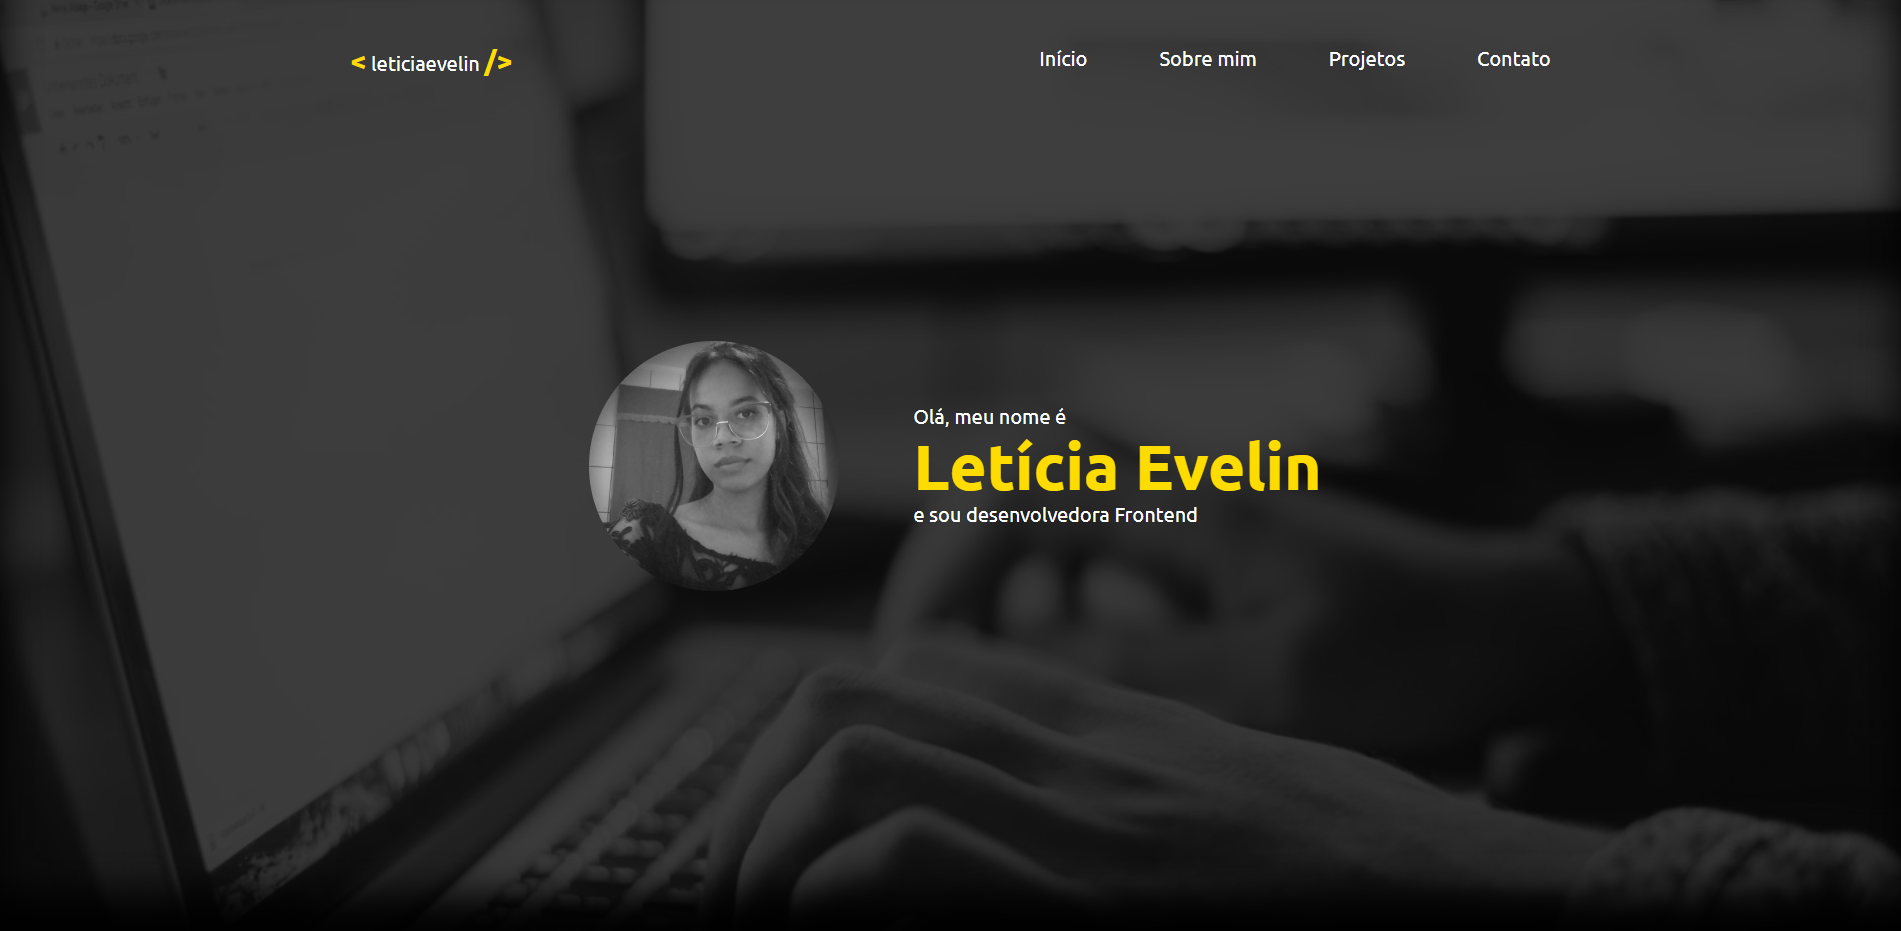 < leticiaevelin />
Início Sobre mim Projetos Contato
Olá, meu nome é
Letícia Evelin
e sou desenvolvedora Frontend